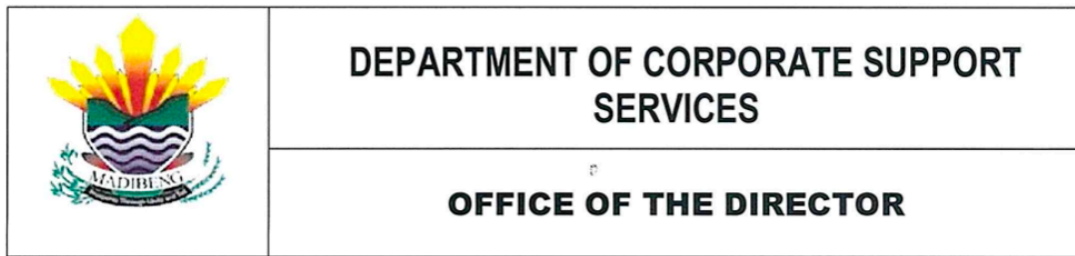 DEPARTMENT OF CORPORATE SUPPORT
SERVICES
MADIBENG
OFFICE OF THE DIRECTOR